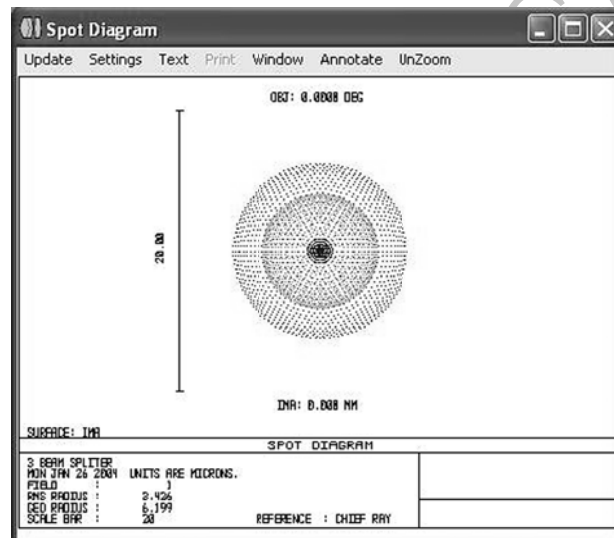 Spot Diagram
Update Settings Text Print Window Annotate UnZoom
OBJ: 0.0000 DEG
20.00
IMA: 0.000 MM
SURFACE: IMA
SPOT DIAGRAM
3 BEAM SPLITER
MON JAN 26 2004 UNITS ARE MICRONS.
FIELD : 1
RMS RADIUS : 3.426
GEO RADIUS : 6.199
SCALE BAR : 20 REFERENCE : CHIEF RAY